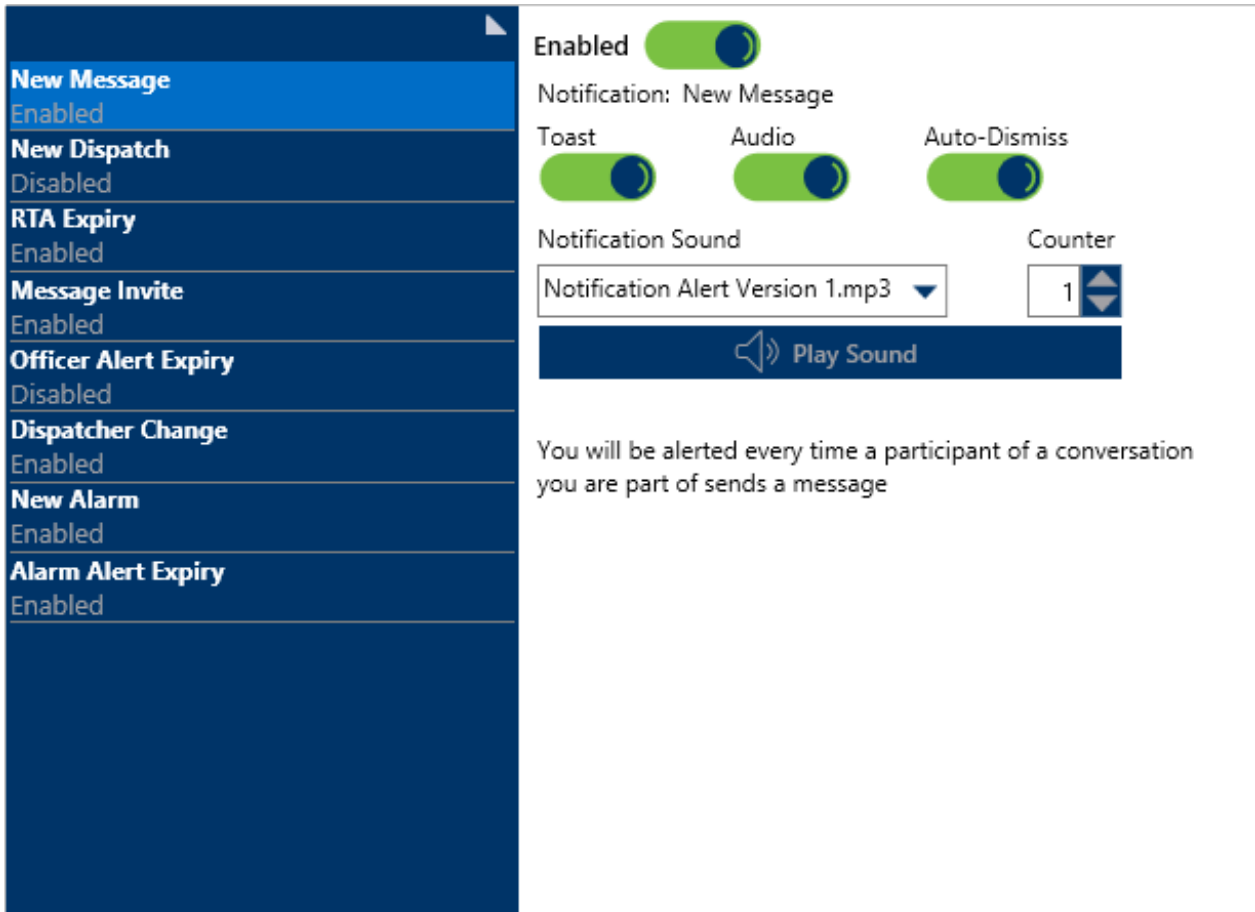 New Message
Enabled
New Dispatch
Disabled
RTA Expiry
Enabled
Message Invite
Enabled
Officer Alert Expiry
Disabled
Dispatcher Change
Enabled
New Alarm
Enabled
Alarm Alert Expiry
Enabled
Enabled
Notification: New Message
Toast Audio Auto-Dismiss
Notification Sound Counter
Notification Alert Version 1.mp3 1
Play Sound
You will be alerted every time a participant of a conversation
you are part of sends a message